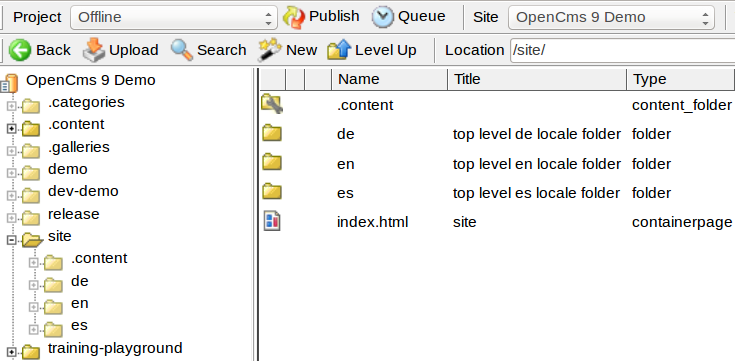 Project Offline Publish Queue Site OpenCms 9 Demo
Back Upload Search New Level Up Location /site/
OpenCms 9 Demo
.categories
.content
.galleries
demo
dev-demo
release
site
.content
de
en
es
training-playground
Name Title Type
.content content_folder
de top level de locale folder folder
en top level en locale folder folder
es top level es locale folder folder
index.html site containerpage